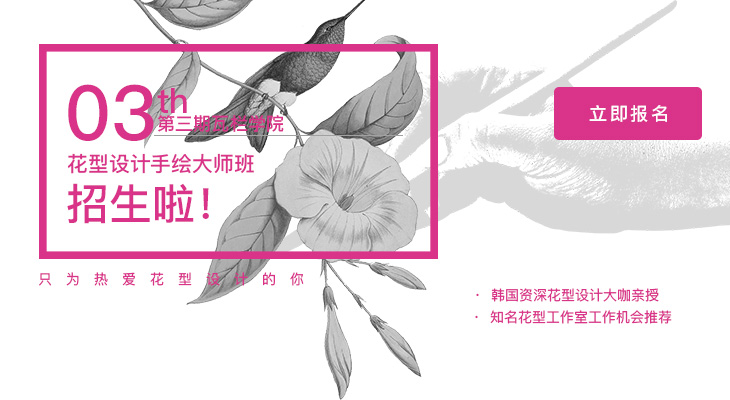 03th
第三期瓦栏学院
花型设计手绘大师班
招生啦!
只为热爱花型设计的你
立即报名
· 韩国资深花型设计大咖亲授
· 知名花型工作室工作机会推荐